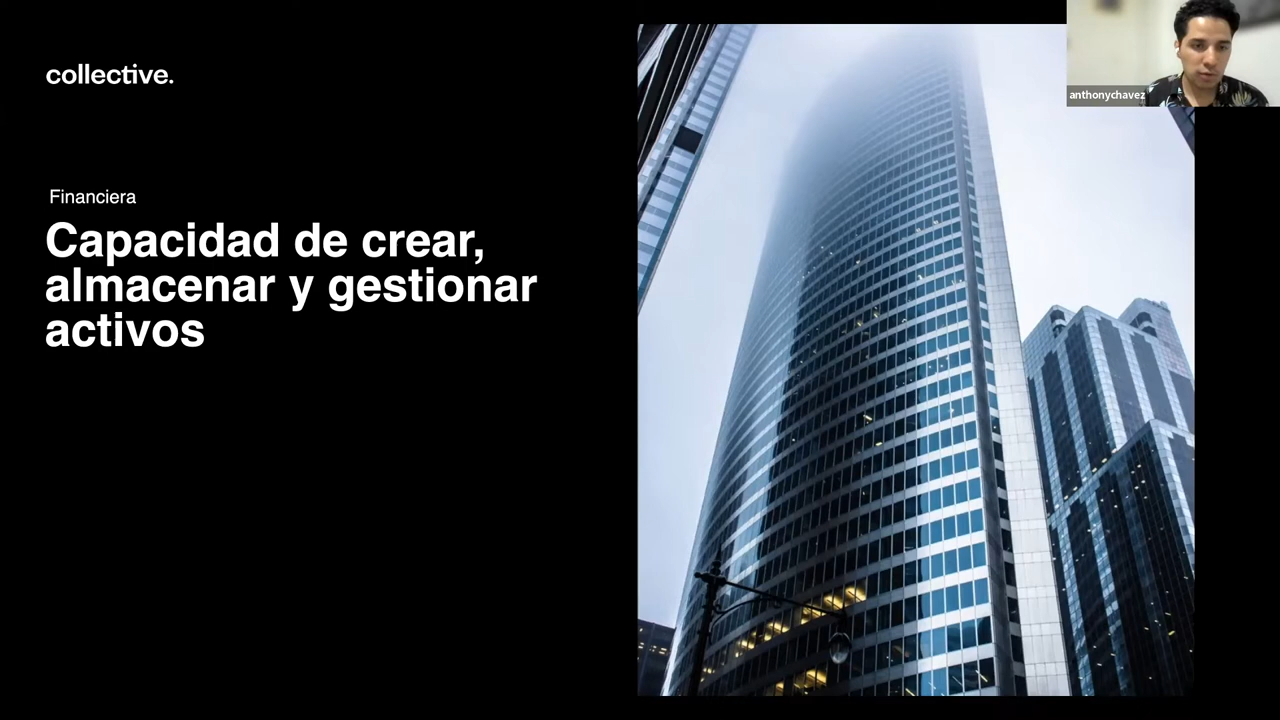 collective.
anthonychavez
Financiera
Capacidad de crear,
almacenar y gestionar
activos